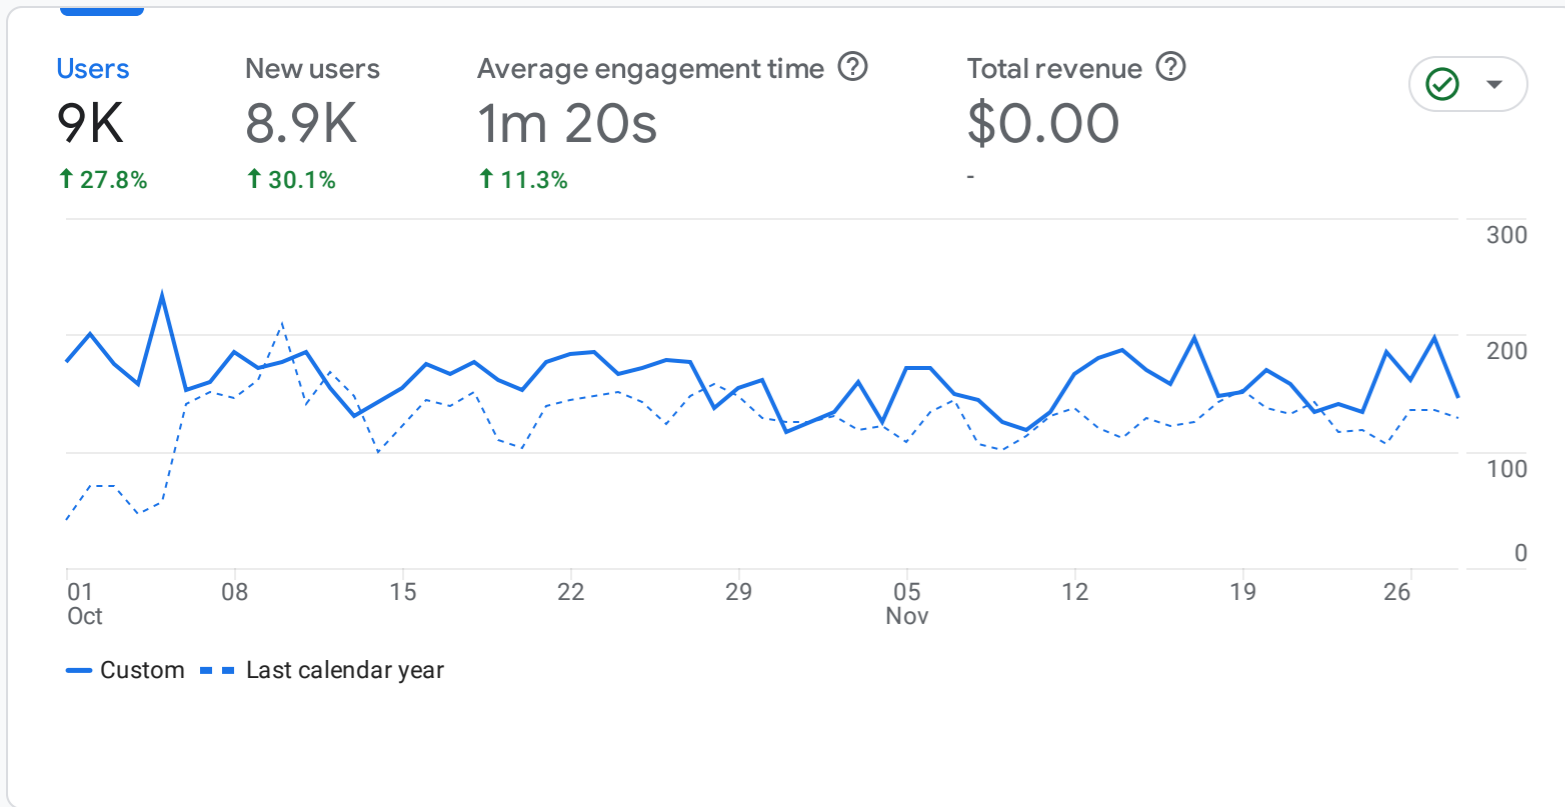 Users New users Average engagement time Total revenue
9K 8.9K 1m 20s $0.00
27.8% 30.1% 11.3% -
300
200
100
0
01 08 15 22 29 05 12 19 26
Oct Nov
Custom Last calendar year